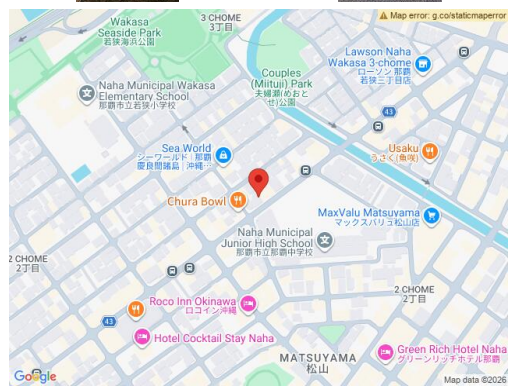 Map error: g.co/staticmaperror
Wakasa
Seaside Park
若狭海浜公園
3 CHOME
3丁目
Lawson Naha
Wakasa 3-chome
ローソン 那覇
若狭三丁目店
Couples
(Miituji) Park
夫婦瀬(めおと
せ)公園
Naha Municipal Wakasa
Elementary School
那覇市立若狭小学校
43
Sea World
シーワールド | 那覇
慶良間諸島 | 沖縄...
Usaku
うさく(魚咲)
Chura Bowl
MaxValu Matsuyama
マックスバリュ松山店
Naha Municipal
Junior High School
那覇市立那覇中学校
2 CHOME
2丁目
2 CHOME
2丁目
Roco Inn Okinawa
ロコイン沖縄
43
Hotel Cocktail Stay Naha
MATSUYAMA
松山
Green Rich Hotel Naha
グリーンリッチホテル那覇
Google
Map data ©2026